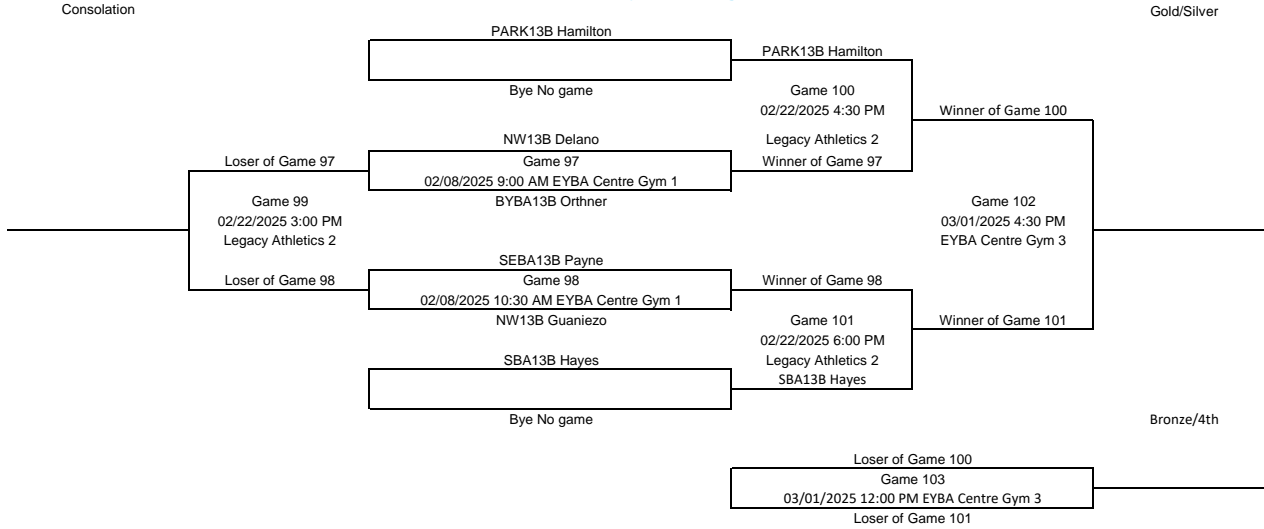 Consolation
Gold/Silver
PARK13B Hamilton
PARK13B Hamilton
Bye No game
Game 100
02/22/2025 4:30 PM
Legacy Athletics 2
Winner of Game 97
Winner of Game 100
NW13B Delano
Game 97
02/08/2025 9:00 AM EYBA Centre Gym 1
BYBA13B Orthner
Loser of Game 97
Game 99
02/22/2025 3:00 PM
Legacy Athletics 2
Loser of Game 98
Game 102
03/01/2025 4:30 PM
EYBA Centre Gym 3
SEBA13B Payne
Game 98
02/08/2025 10:30 AM EYBA Centre Gym 1
NW13B Guaniezo
Winner of Game 98
Game 101
02/22/2025 6:00 PM
Legacy Athletics 2
SBA13B Hayes
Winner of Game 101
SBA13B Hayes
Bye No game
Bronze/4th
Loser of Game 100
Game 103
03/01/2025 12:00 PM EYBA Centre Gym 3
Loser of Game 101